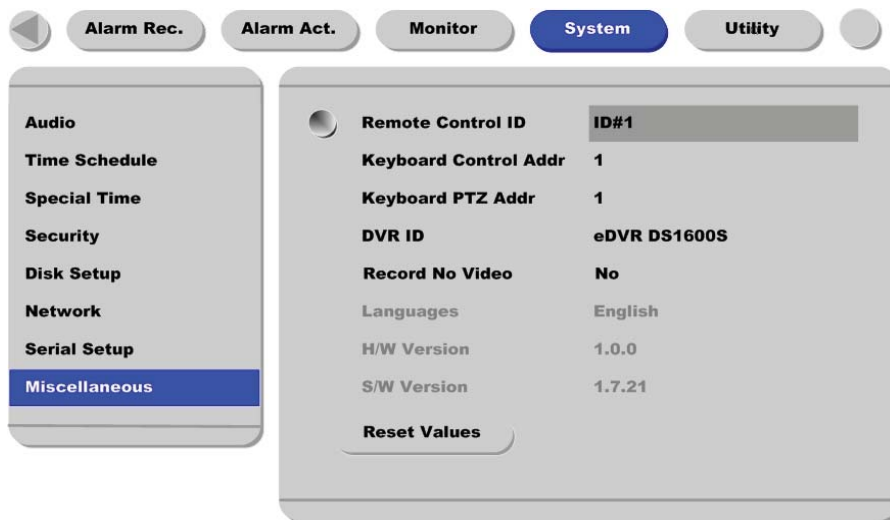 Alarm Rec. Alarm Act. Monitor System Utility
Audio
Time Schedule
Special Time
Security
Disk Setup
Network
Serial Setup
Miscellaneous
Remote Control ID ID#1
Keyboard Control Addr 1
Keyboard PTZ Addr 1
DVR ID eDVR DS1600S
Record No Video No
Languages English
H/W Version 1.0.0
S/W Version 1.7.21
Reset Values